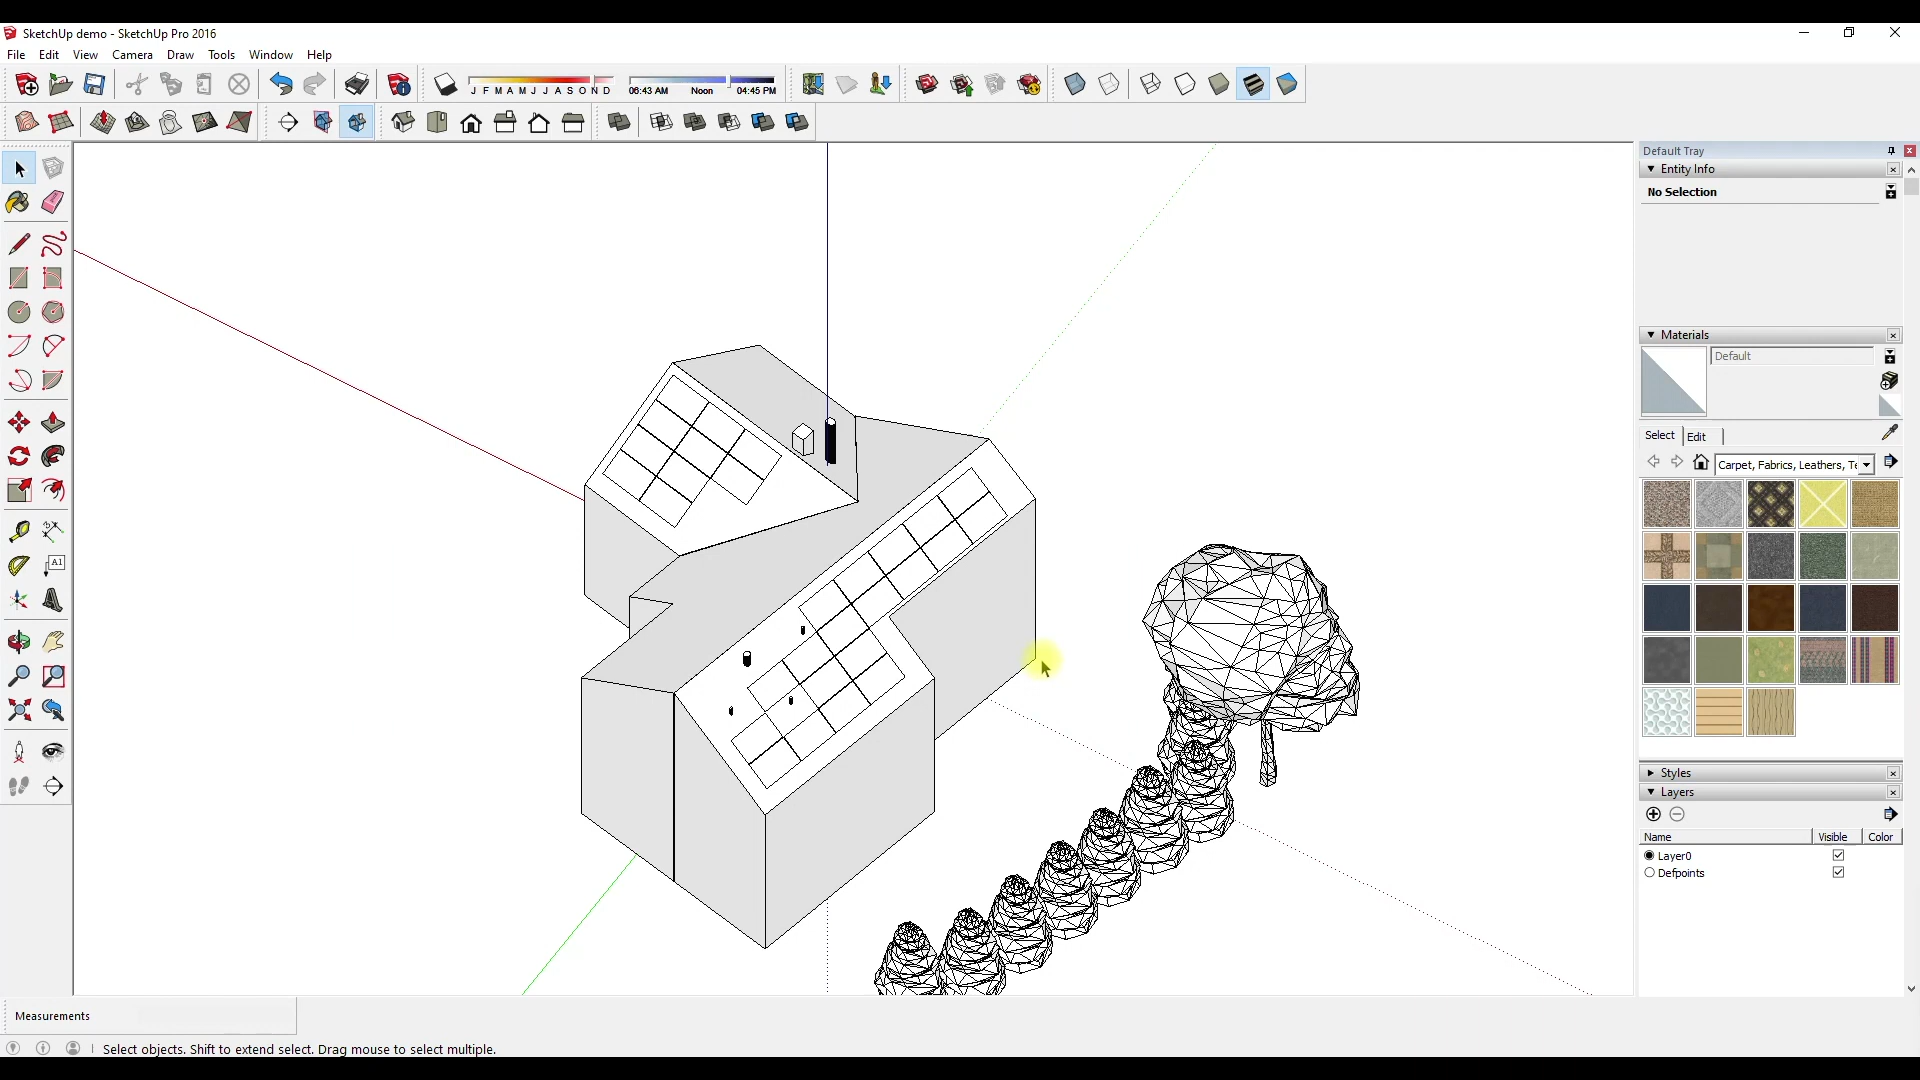 SketchUp demo - SketchUp Pro 2016
File Edit View Camera Draw Tools Window Help
J F M A M J J A S O N D
06:43 AM Noon 04:45 PM
Default Tray
Entity Info
No Selection
Materials
Default
Select Edit
Carpet, Fabrics, Leathers, Te
A1
Styles
Layers
Name Visible Color
Layer0
Defpoints
Measurements
Select objects. Shift to extend select. Drag mouse to select multiple.